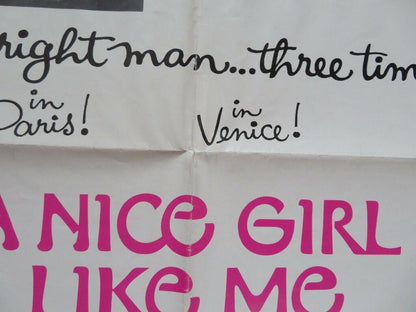 right man...three tim
in in
Paris! Venice!
A NICE GIRL
LIKE ME